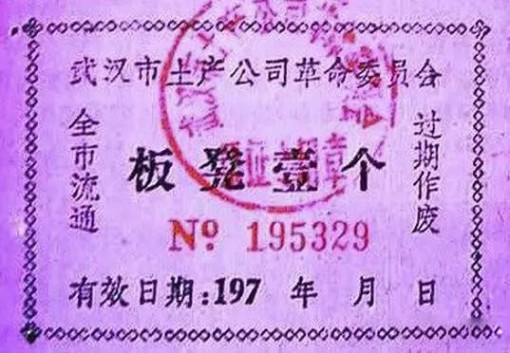 武汉市土产公司革命委员会
全市流通
板凳壹个
过期作废
Nº 195329
有效日期:197 年 月 日